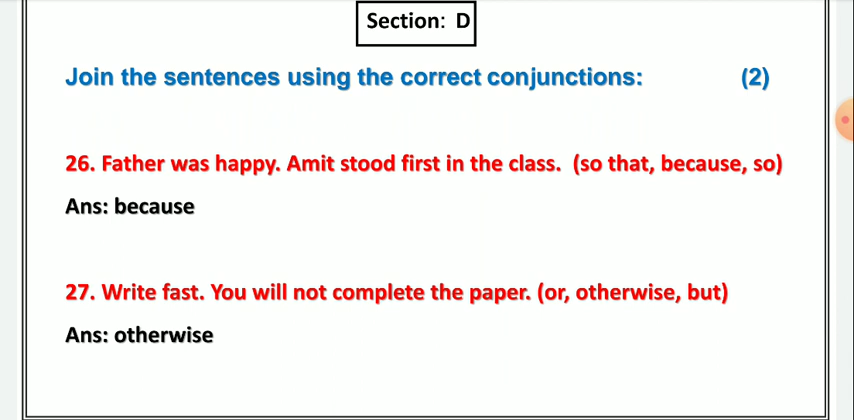 Section: D
Join the sentences using the correct conjunctions: (2)
26. Father was happy. Amit stood first in the class. (so that, because, so)
Ans: because
27. Write fast. You will not complete the paper. (or, otherwise, but)
Ans: otherwise